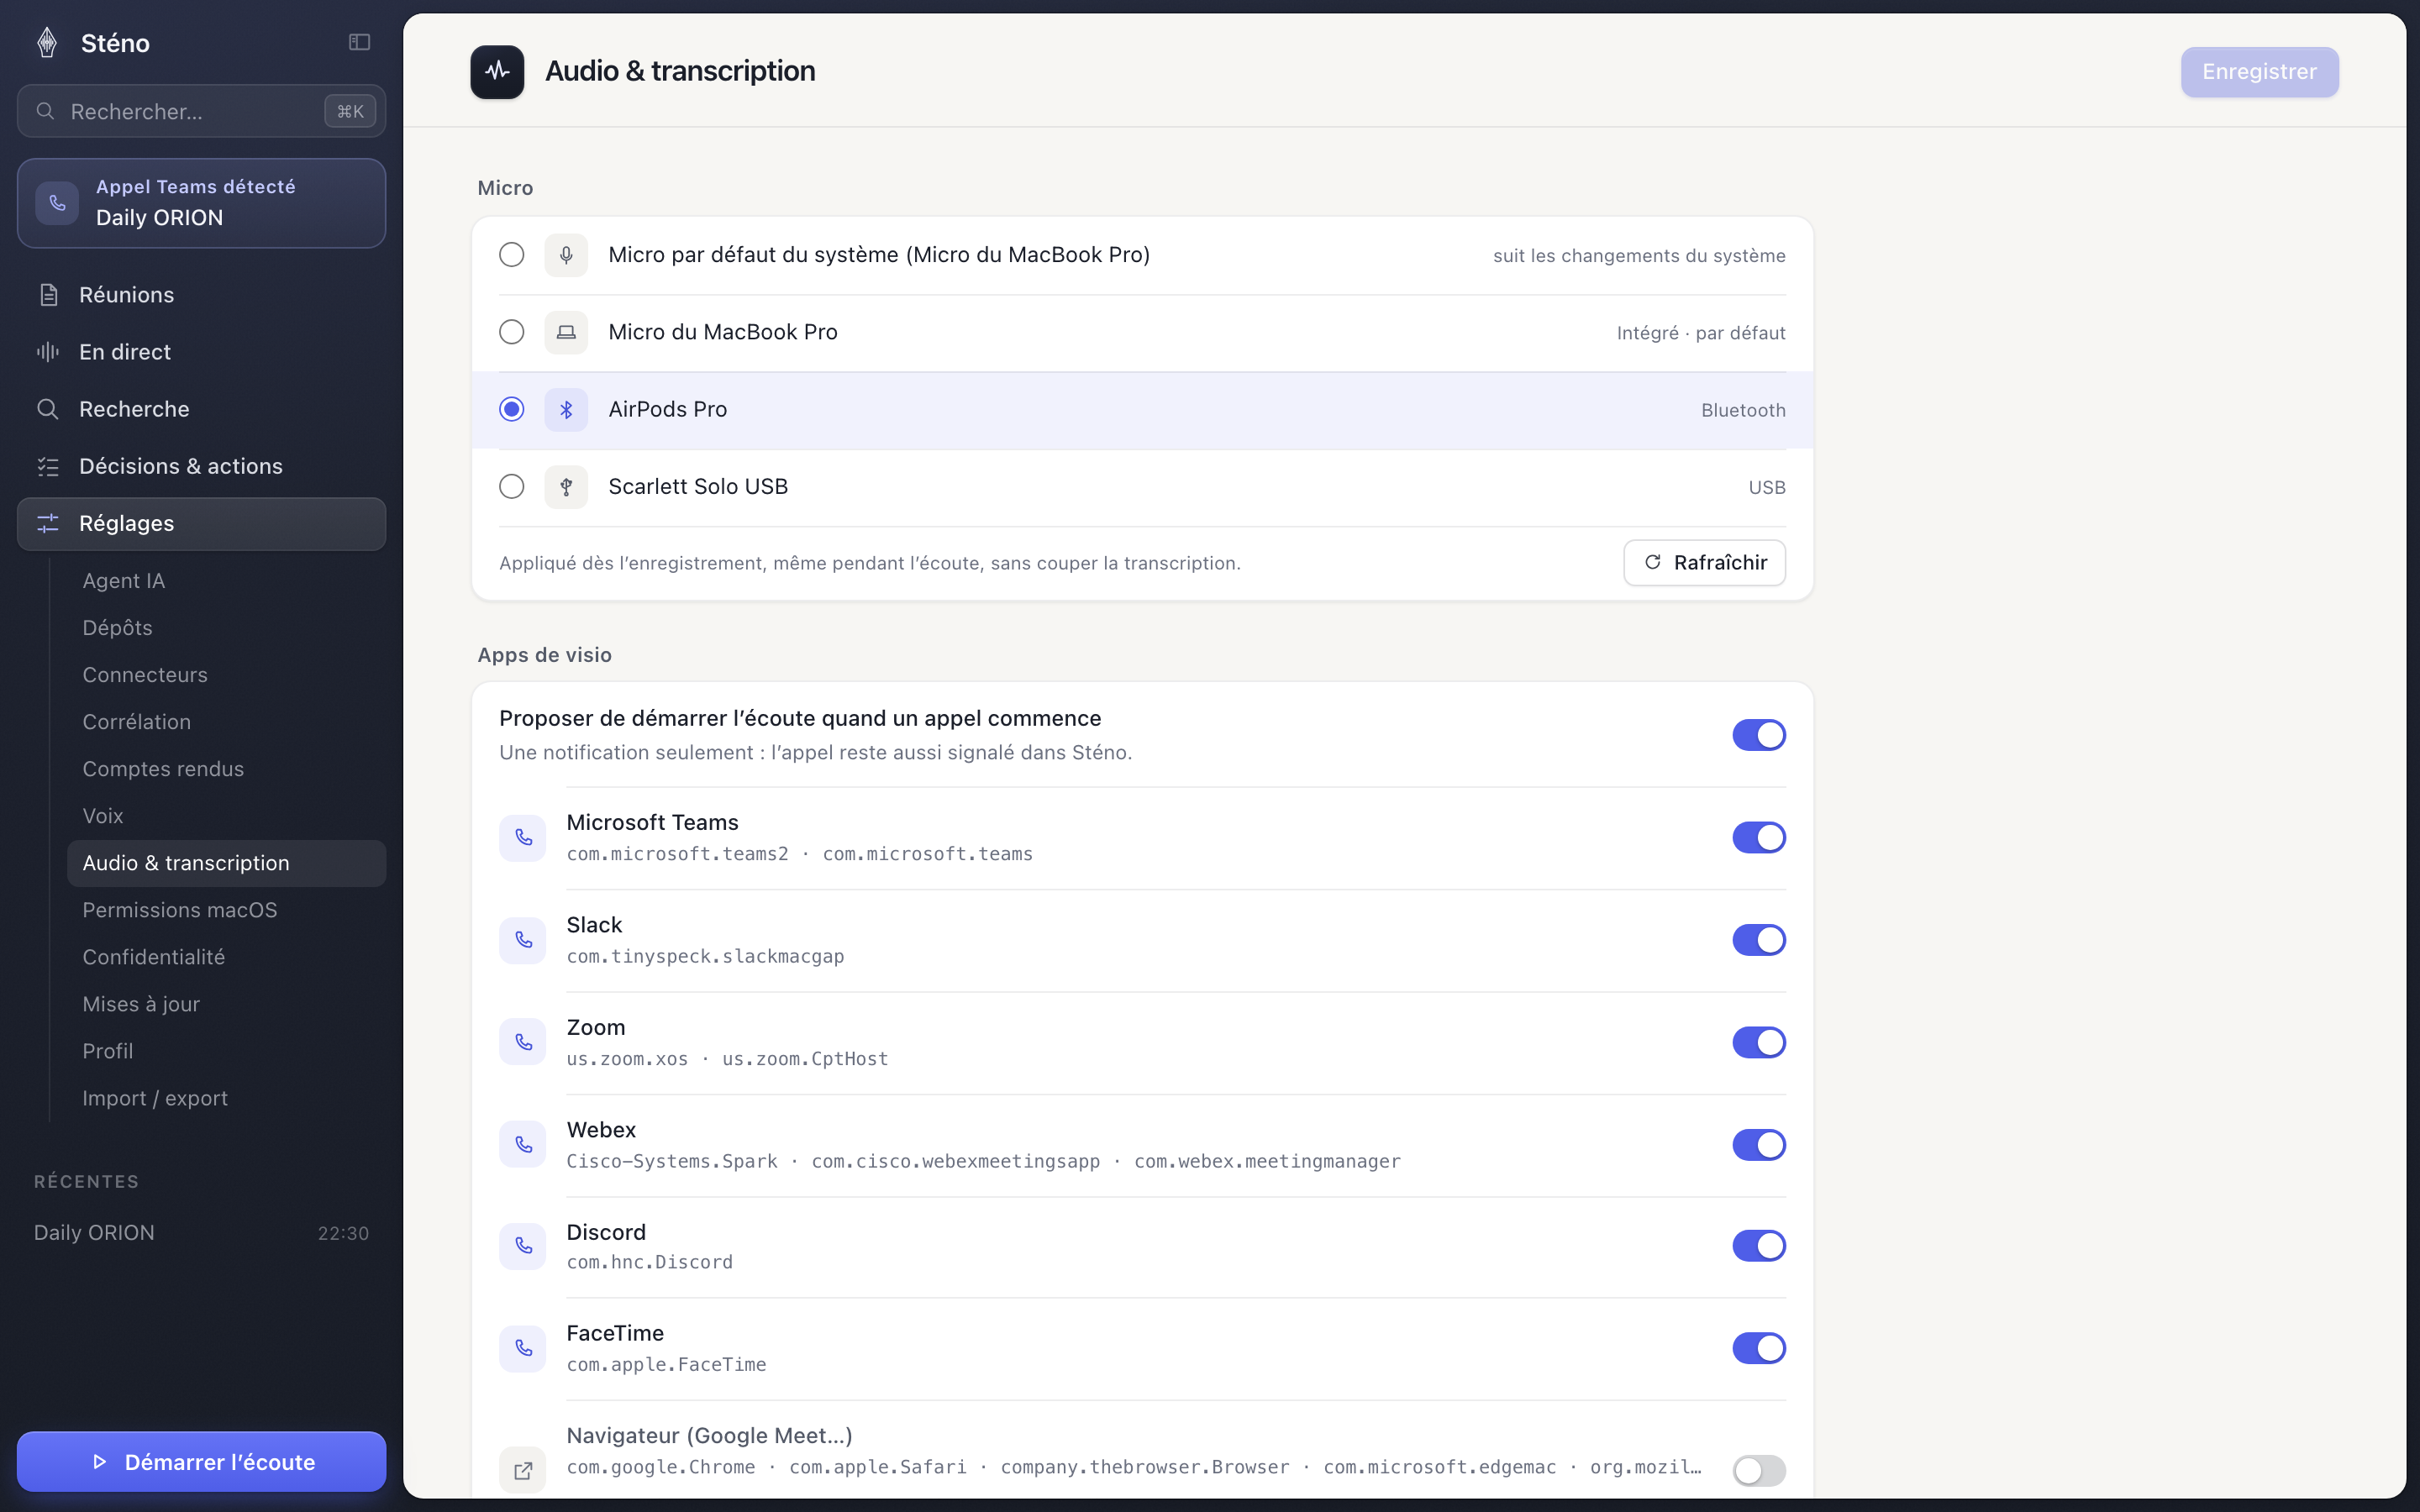 Sténo
Rechercher...
⌘K
Appel Teams détecté
Daily ORION
Réunions
En direct
Recherche
Décisions & actions
Réglages
Agent IA
Dépôts
Connecteurs
Corrélation
Comptes rendus
Voix
Audio & transcription
Permissions macOS
Confidentialité
Mises à jour
Profil
Import / export
RÉCENTES
Daily ORION 22:30
Démarrer l’écoute
Audio & transcription
Enregistrer
Micro
Micro par défaut du système (Micro du MacBook Pro) suit les changements du système
Micro du MacBook Pro Intégré · par défaut
AirPods Pro Bluetooth
Scarlett Solo USB USB
Appliqué dès l’enregistrement, même pendant l’écoute, sans couper la transcription.
Rafraîchir
Apps de visio
Proposer de démarrer l’écoute quand un appel commence
Une notification seulement : l’appel reste aussi signalé dans Sténo.
Microsoft Teams
com.microsoft.teams2 · com.microsoft.teams
Slack
com.tinyspeck.slackmacgap
Zoom
us.zoom.xos · us.zoom.CptHost
Webex
Cisco-Systems.Spark · com.cisco.webexmeetingsapp · com.webex.meetingmanager
Discord
com.hnc.Discord
FaceTime
com.apple.FaceTime
Navigateur (Google Meet…)
com.google.Chrome · com.apple.Safari · company.thebrowser.Browser · com.microsoft.edgemac · org.mozil…